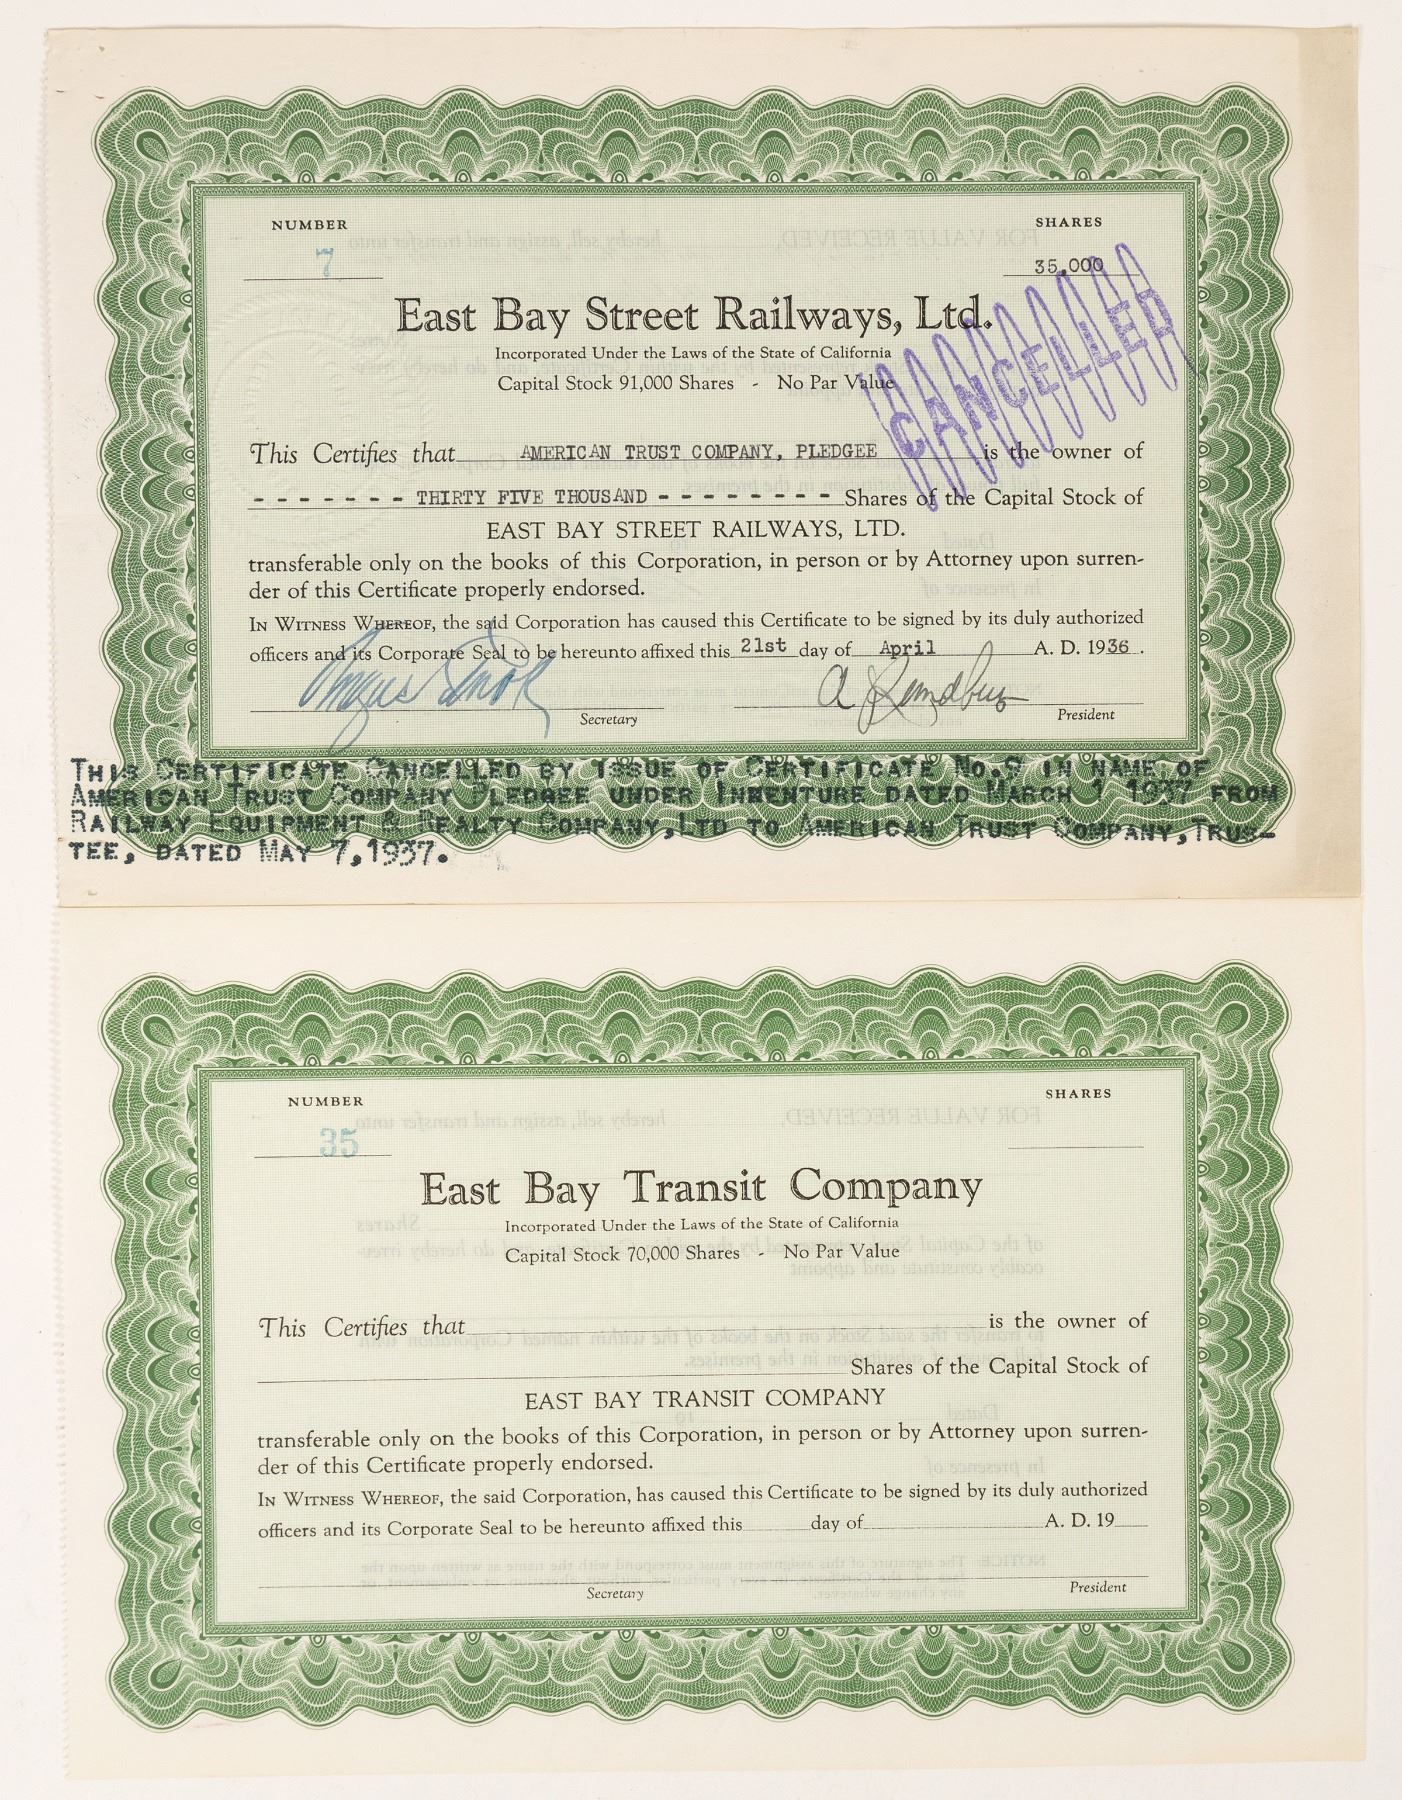 NUMBER
SHARES
7
35,000
East Bay Street Railways, Ltd.
Incorporated Under the Laws of the State of California
Capital Stock 91,000 Shares - No Par Value
CANCELLED
This Certifies that AMERICAN TRUST COMPANY, PLEDGEE is the owner of
- - - - - - - THIRTY FIVE THOUSAND - - - - - - - - Shares of the Capital Stock of
EAST BAY STREET RAILWAYS, LTD.
transferable only on the books of this Corporation, in person or by Attorney upon surren-
der of this Certificate properly endorsed.
IN WITNESS WHEREOF, the said Corporation has caused this Certificate to be signed by its duly authorized
officers and its Corporate Seal to be hereunto affixed this 21st day of April A. D. 1936.
Secretary
President
THIS CERTIFICATE CANCELLED BY ISSUE OF CERTIFICATE NO.9 IN NAME OF
AMERICAN TRUST COMPANY PLEDGEE UNDER INDENTURE DATED MARCH 1 1937 FROM
RAILWAY EQUIPMENT & REALTY COMPANY, LTD TO AMERICAN TRUST COMPANY, TRUS-
TEE, DATED MAY 7, 1937.
NUMBER
SHARES
35
East Bay Transit Company
Incorporated Under the Laws of the State of California
Capital Stock 70,000 Shares - No Par Value
This Certifies that is the owner of
Shares of the Capital Stock of
EAST BAY TRANSIT COMPANY
transferable only on the books of this Corporation, in person or by Attorney upon surren-
der of this Certificate properly endorsed.
IN WITNESS WHEREOF, the said Corporation, has caused this Certificate to be signed by its duly authorized
officers and its Corporate Seal to be hereunto affixed this day of A. D. 19
Secretary
President